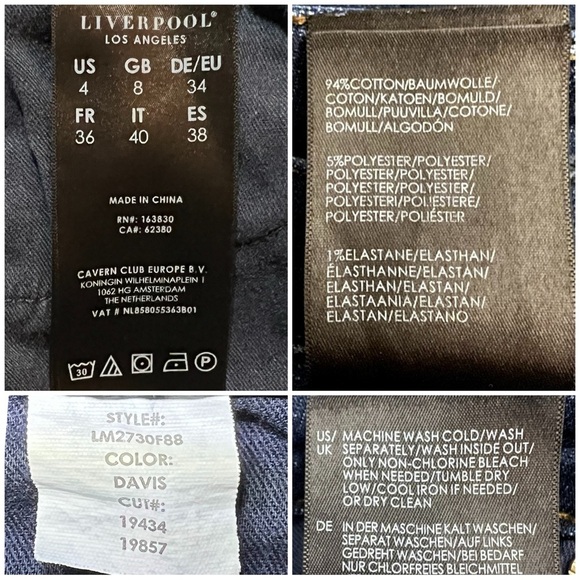 LIVERPOOL®
LOS ANGELES
US GB DE/EU
4 8 34
FR IT ES
36 40 38
MADE IN CHINA
RN#: 163830
CA#: 62380
CAVERN CLUB EUROPE B.V.
KONINGIN WILHELMINAPLEIN 1
1062 HG AMSTERDAM
THE NETHERLANDS
VAT # NL858055363B01
30
P
94%COTTON/BAUMWOLLE/
COTON/KATOEN/BOMULD/
BOMULL/PUUVILLA/COTONE/
BOMULL/ALGODÓN
5%POLYESTER/POLYESTER/
POLYESTER/POLYESTER/
POLYESTER/POLYESTER/
POLYESTERI/POLIESTERE/
POLYESTER/POLIÉSTER
1%ELASTANE/ELASTHAN/
ÉLASTHANNE/ELASTAN/
ELASTHAN/ELASTAN/
ELASTAANIA/ELASTAN/
ELASTAN/ELASTANO
STYLE#:
LM2730F88
COLOR:
DAVIS
CUT#:
19434
19857
US/ MACHINE WASH COLD/WASH
UK SEPARATELY/WASH INSIDE OUT/
ONLY NON-CHLORINE BLEACH
WHEN NEEDED/TUMBLE DRY
LOW/COOL IRON IF NEEDED/
OR DRY CLEAN
DE IN DER MASCHINE KALT WASCHEN/
SEPARAT WASCHEN/AUF LINKS
GEDREHT WASCHEN/BEI BEDARF
NUR CHLORFREIES BLEICHMITTEL